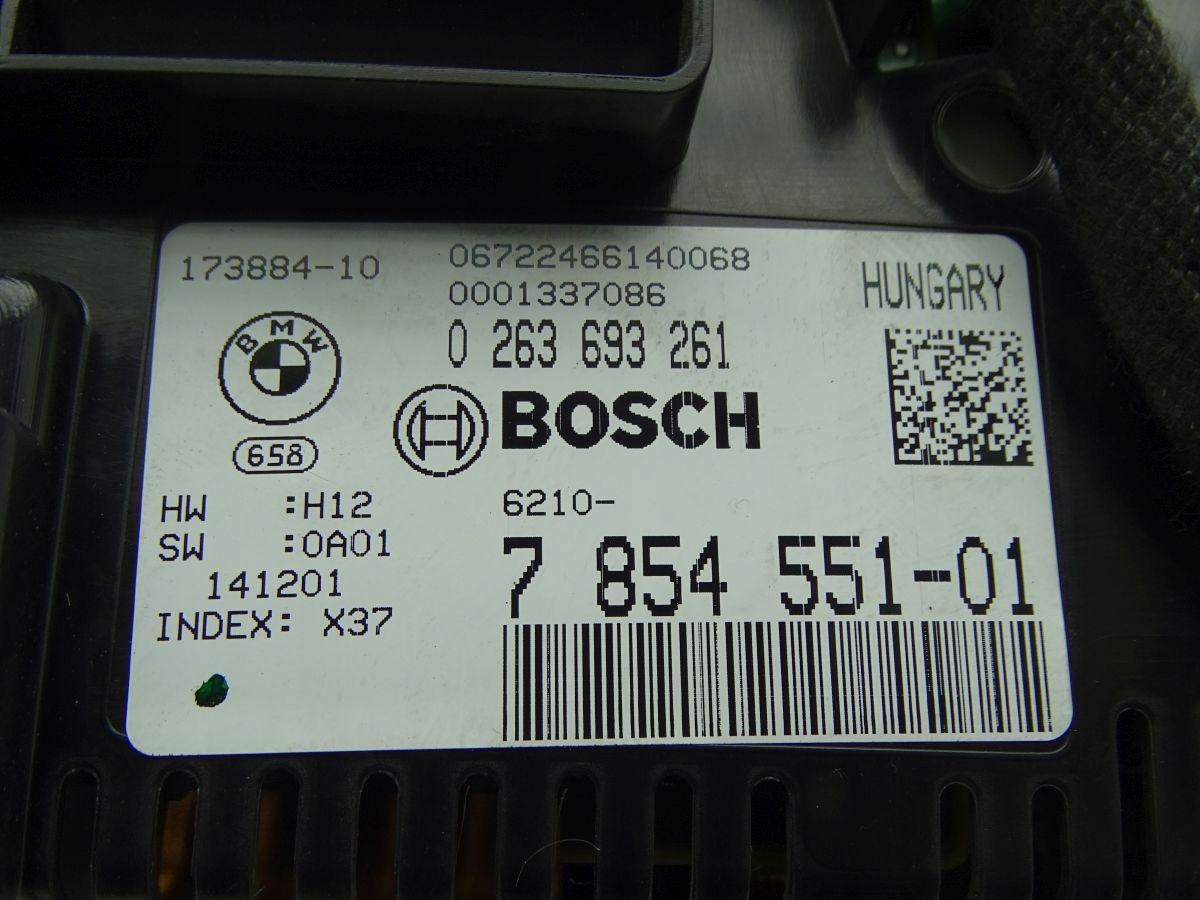 173884-10
06722466140068
0001337086
HUNGARY
0 263 693 261
BMW
BOSCH
658
HW :H12
SW :0A01
141201
INDEX: X37
6210-
7 854 551-01